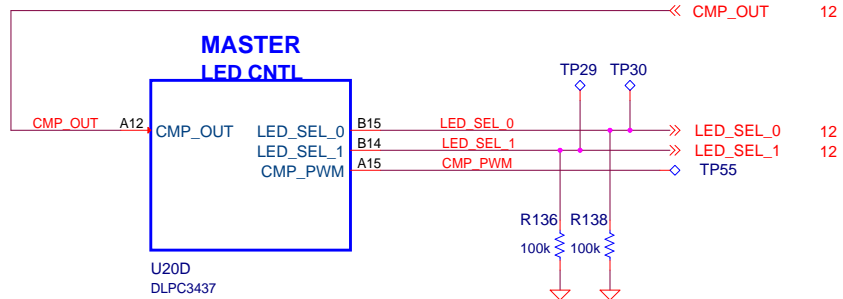 CMP_OUT 12
MASTER
LED CNTL
TP29 TP30
CMP_OUT A12 CMP_OUT LED_SEL_0 B15 LED_SEL_0 LED_SEL_0 12
LED_SEL_1 B14 LED_SEL_1 LED_SEL_1 12
CMP_PWM A15 CMP_PWM TP55
R136 R138
100k 100k
U20D
DLPC3437